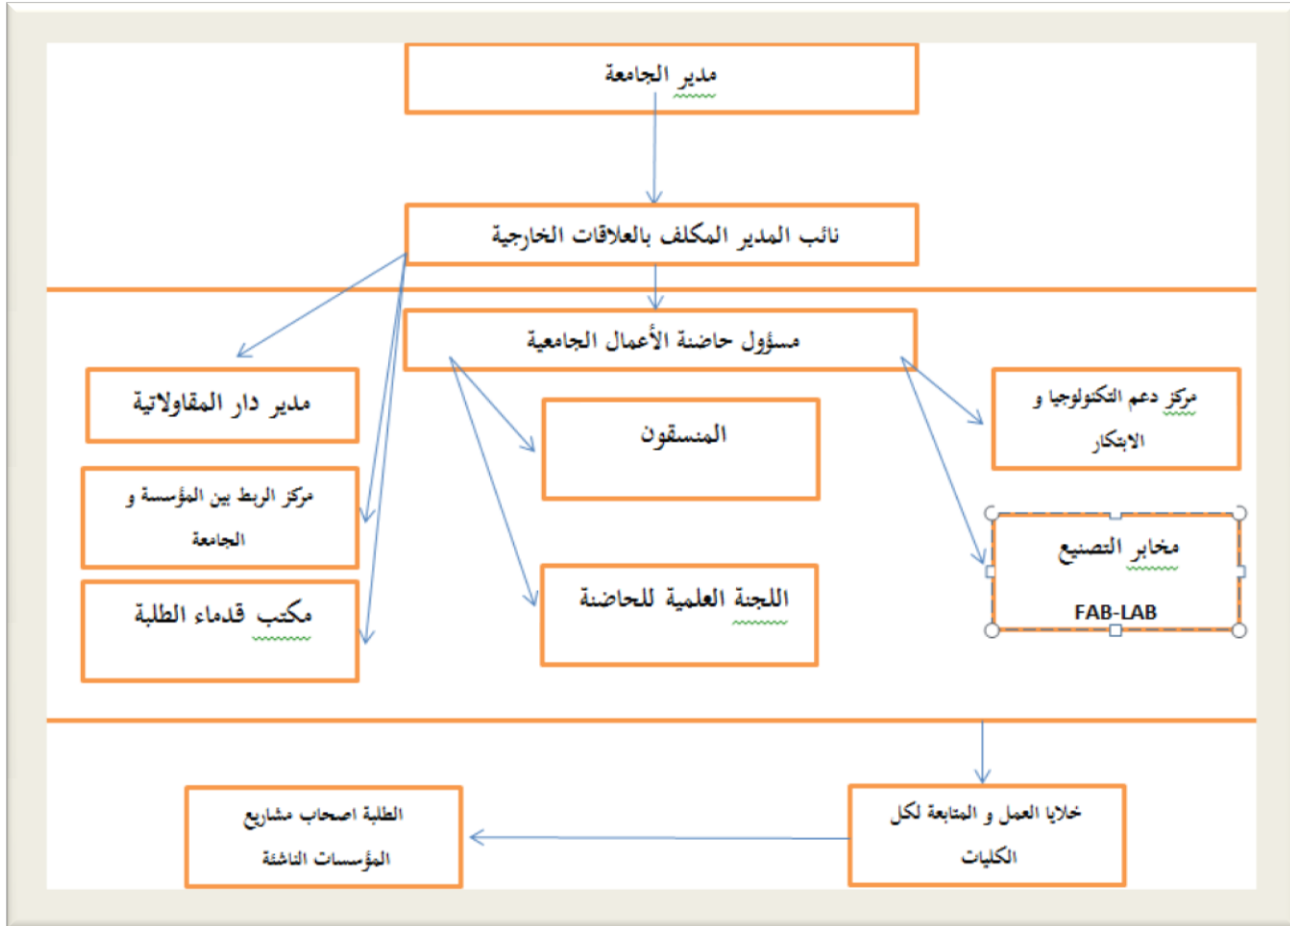 مدير الجامعة
نائب المدير المكلف بالعلاقات الخارجية
مسؤول حاضنة الأعمال الجامعية
مركز دعم التكنولوجيا و
الابتكار
مخابر التصنيع
FAB-LAB
المنسقون
اللجنة العلمية للحاضنة
مدير دار المقاولاتية
مركز الربط بين المؤسسة و
الجامعة
مكتب قدماء الطلبة
خلايا العمل و المتابعة لكل
الكليات
الطلبة اصحاب مشاريع
المؤسسات الناشئة